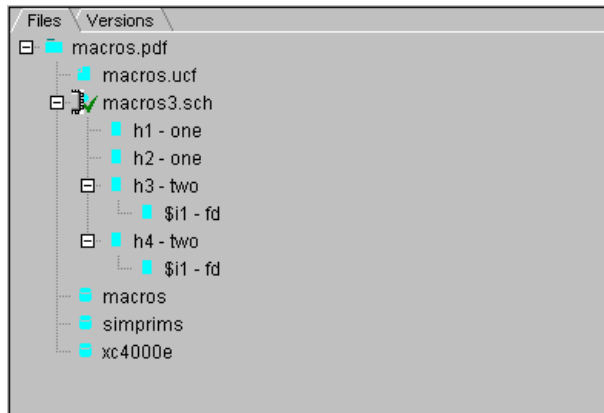 Files Versions
macros.pdf
macros.ucf
macros3.sch
h1 - one
h2 - one
h3 - two
$i1 - fd
h4 - two
$i1 - fd
macros
simprims
xc4000e